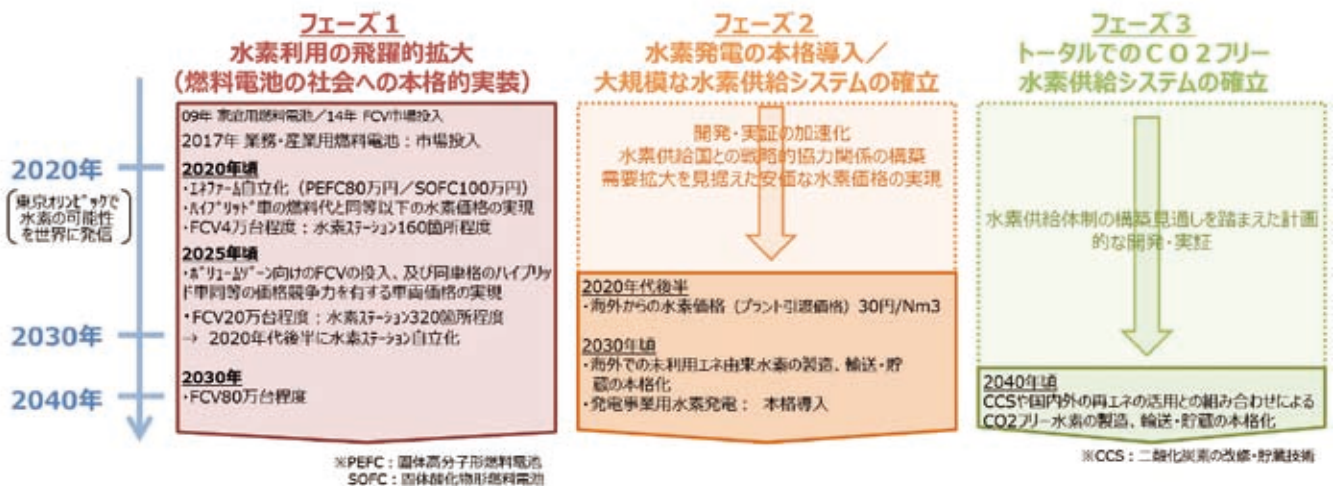 フェーズ1
水素利用の飛躍的拡大
(燃料電池の社会への本格的実装)
09年 家庭用燃料電池/14年 FCV市場投入
2017年 業務・産業用燃料電池:市場投入
2020年頃
・エネファーム自立化(PEFC80万円/SOFC100万円)
・ハイブリッド車の燃料代と同等以下の水素価格の実現
・FCV4万台程度:水素ステーション160箇所程度
2025年頃
・ボリュームゾーン向けのFCVの投入、及び同車格のハイブリッ
ド車同等の価格競争力を有する車両価格の実現
・FCV20万台程度:水素ステーション320箇所程度
→ 2020年代後半に水素ステーション自立化
2030年
・FCV80万台程度
※PEFC:固体高分子形燃料電池
SOFC:固体酸化物形燃料電池
フェーズ2
水素発電の本格導入/
大規模な水素供給システムの確立
開発・実証の加速化
水素供給国との戦略的協力関係の構築
需要拡大を見据えた安価な水素価格の実現
2020年代後半
・海外からの水素価格(プラント引渡価格)30円/Nm3
2030年頃
・海外での未利用エネ由来水素の製造、輸送・貯
蔵の本格化
・発電事業用水素発電: 本格導入
フェーズ3
トータルでのCO2フリー
水素供給システムの確立
水素供給体制の構築見通しを踏まえた計画
的な開発・実証
2040年頃
CCSや国内外の再エネの活用との組み合わせによる
CO2フリー水素の製造、輸送・貯蔵の本格化
※CCS:二酸化炭素の改修・貯蔵技術
2020年
東京オリンピックで
水素の可能性
を世界に発信
2030年
2040年